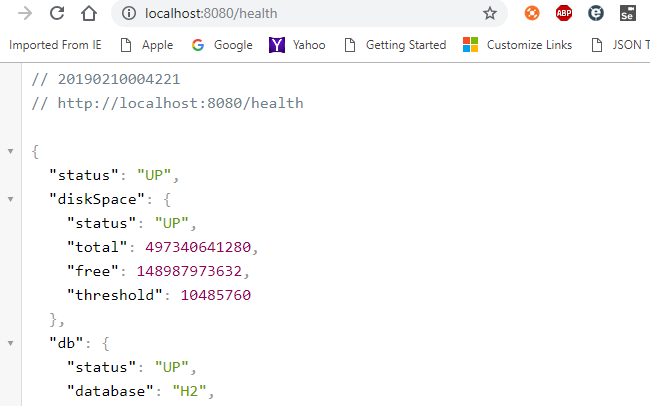 localhost:8080/health
ABP
Se
Imported From IE Apple Google Yahoo Getting Started Customize Links JSON T
// 20190210004221
// http://localhost:8080/health
{
"status": "UP",
"diskSpace": {
"status": "UP",
"total": 497340641280,
"free": 148987973632,
"threshold": 10485760
},
"db": {
"status": "UP",
"database": "H2",